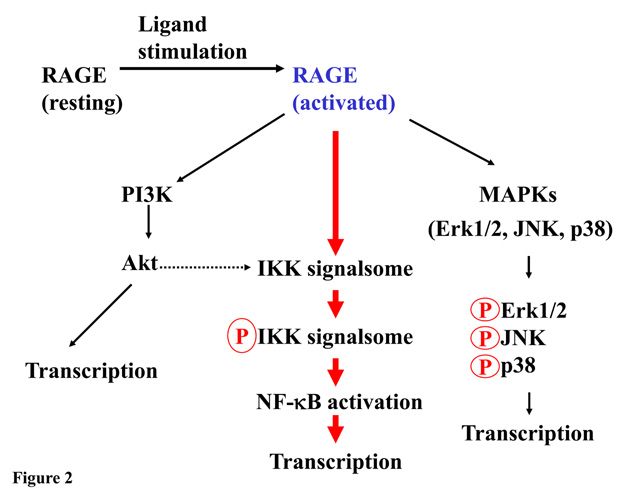 Ligand
stimulation
RAGE
(resting)
RAGE
(activated)
PI3K
MAPKs
(Erk1/2, JNK, p38)
Akt
IKK signalsome
P Erk1/2
P JNK
P p38
P IKK signalsome
Transcription
NF-κB activation
Transcription
Transcription
Figure 2